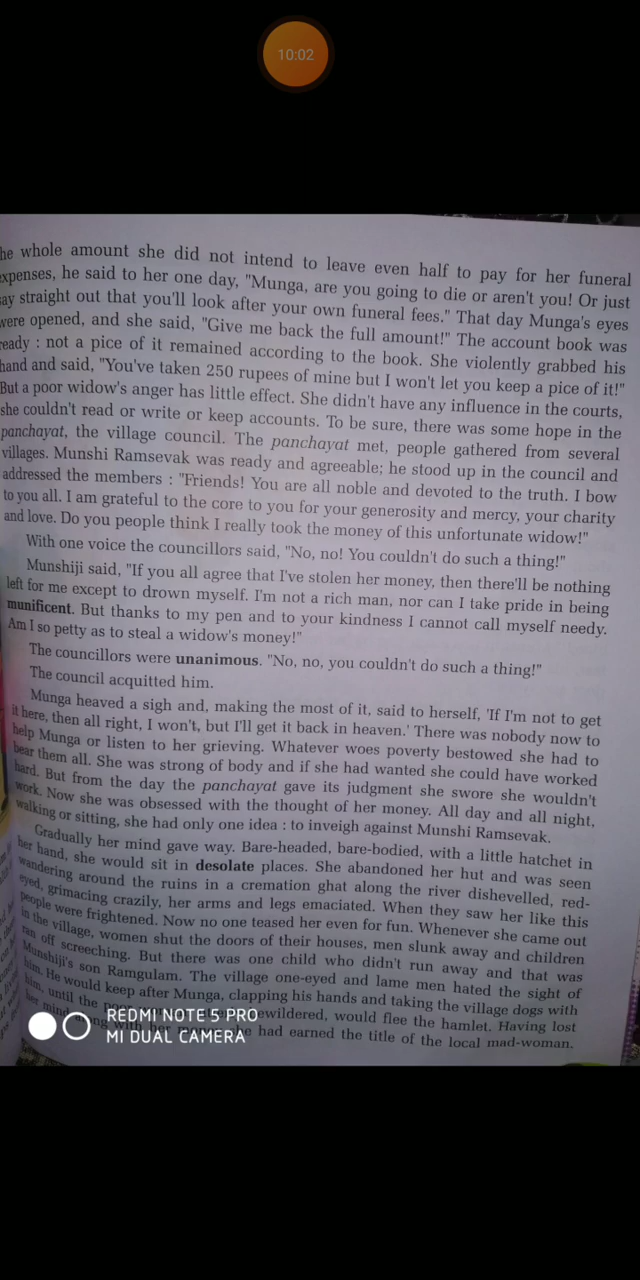 10:02
he whole amount she did not intend to leave even half to pay for her funeral
expenses, he said to her one day, "Munga, are you going to die or aren't you! Or just
say straight out that you'll look after your own funeral fees." That day Munga's eyes
were opened, and she said, "Give me back the full amount!" The account book was
ready : not a pice of it remained according to the book. She violently grabbed his
hand and said, "You've taken 250 rupees of mine but I won't let you keep a pice of it!"
But a poor widow's anger has little effect. She didn't have any influence in the courts,
she couldn't read or write or keep accounts. To be sure, there was some hope in the
panchayat, the village council. The panchayat met, people gathered from several
villages. Munshi Ramsevak was ready and agreeable; he stood up in the council and
addressed the members : "Friends! You are all noble and devoted to the truth. I bow
to you all. I am grateful to the core to you for your generosity and mercy, your charity
and love. Do you people think I really took the money of this unfortunate widow!"
With one voice the councillors said, "No, no! You couldn't do such a thing!"
Munshiji said, "If you all agree that I've stolen her money, then there'll be nothing
left for me except to drown myself. I'm not a rich man, nor can I take pride in being
munificent. But thanks to my pen and to your kindness I cannot call myself needy.
Am I so petty as to steal a widow's money!"
The councillors were unanimous. "No, no, you couldn't do such a thing!"
The council acquitted him.
Munga heaved a sigh and, making the most of it, said to herself, 'If I'm not to get
it here, then all right, I won't, but I'll get it back in heaven.' There was nobody now to
help Munga or listen to her grieving. Whatever woes poverty bestowed she had to
bear them all. She was strong of body and if she had wanted she could have worked
hard. But from the day the panchayat gave its judgment she swore she wouldn't
work. Now she was obsessed with the thought of her money. All day and all night,
walking or sitting, she had only one idea : to inveigh against Munshi Ramsevak.
Gradually her mind gave way. Bare-headed, bare-bodied, with a little hatchet in
her hand, she would sit in desolate places. She abandoned her hut and was seen
wandering around the ruins in a cremation ghat along the river dishevelled, red-
eyed, grimacing crazily, her arms and legs emaciated. When they saw her like this
people were frightened. Now no one teased her even for fun. Whenever she came out
in the village, women shut the doors of their houses, men slunk away and children
ran off screeching. But there was one child who didn't run away and that was
Munshiji's son Ramgulam. The village one-eyed and lame men hated the sight of
him. He would keep after Munga, clapping his hands and taking the village dogs with
him, until the poor bewildered, would flee the hamlet. Having lost
her mind along with her money she had earned the title of the local mad-woman.
REDMI NOTE 5 PRO
MI DUAL CAMERA